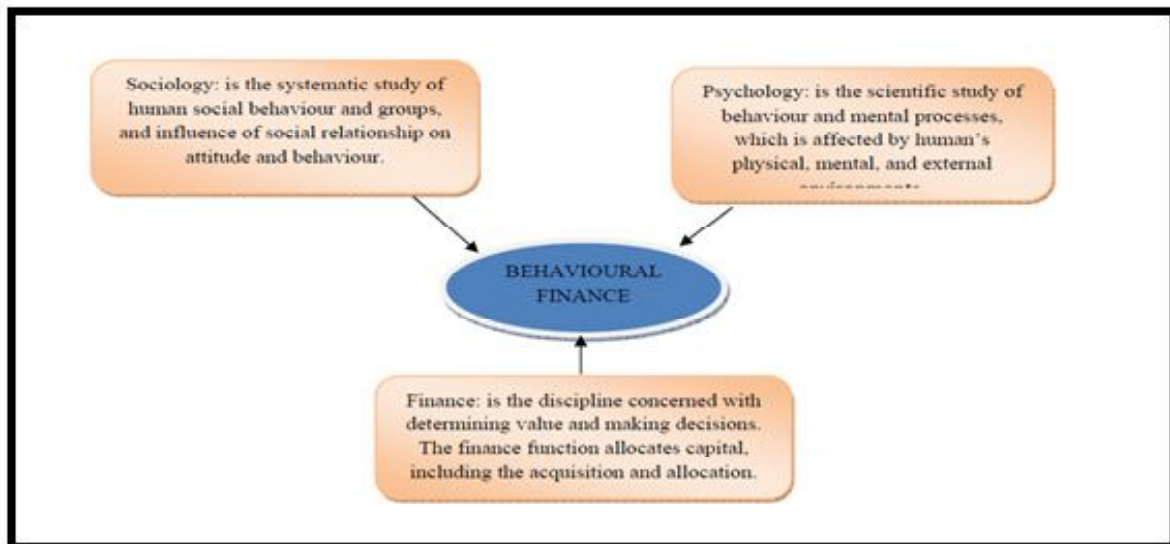 Sociology: is the systematic study of
human social behaviour and groups,
and influence of social relationship on
attitude and behaviour.
Psychology: is the scientific study of
behaviour and mental processes,
which is affected by human's
physical, mental, and external
BEHAVIOURAL
FINANCE
Finance: is the discipline concerned with
determining value and making decisions.
The finance function allocates capital,
including the acquisition and allocation.